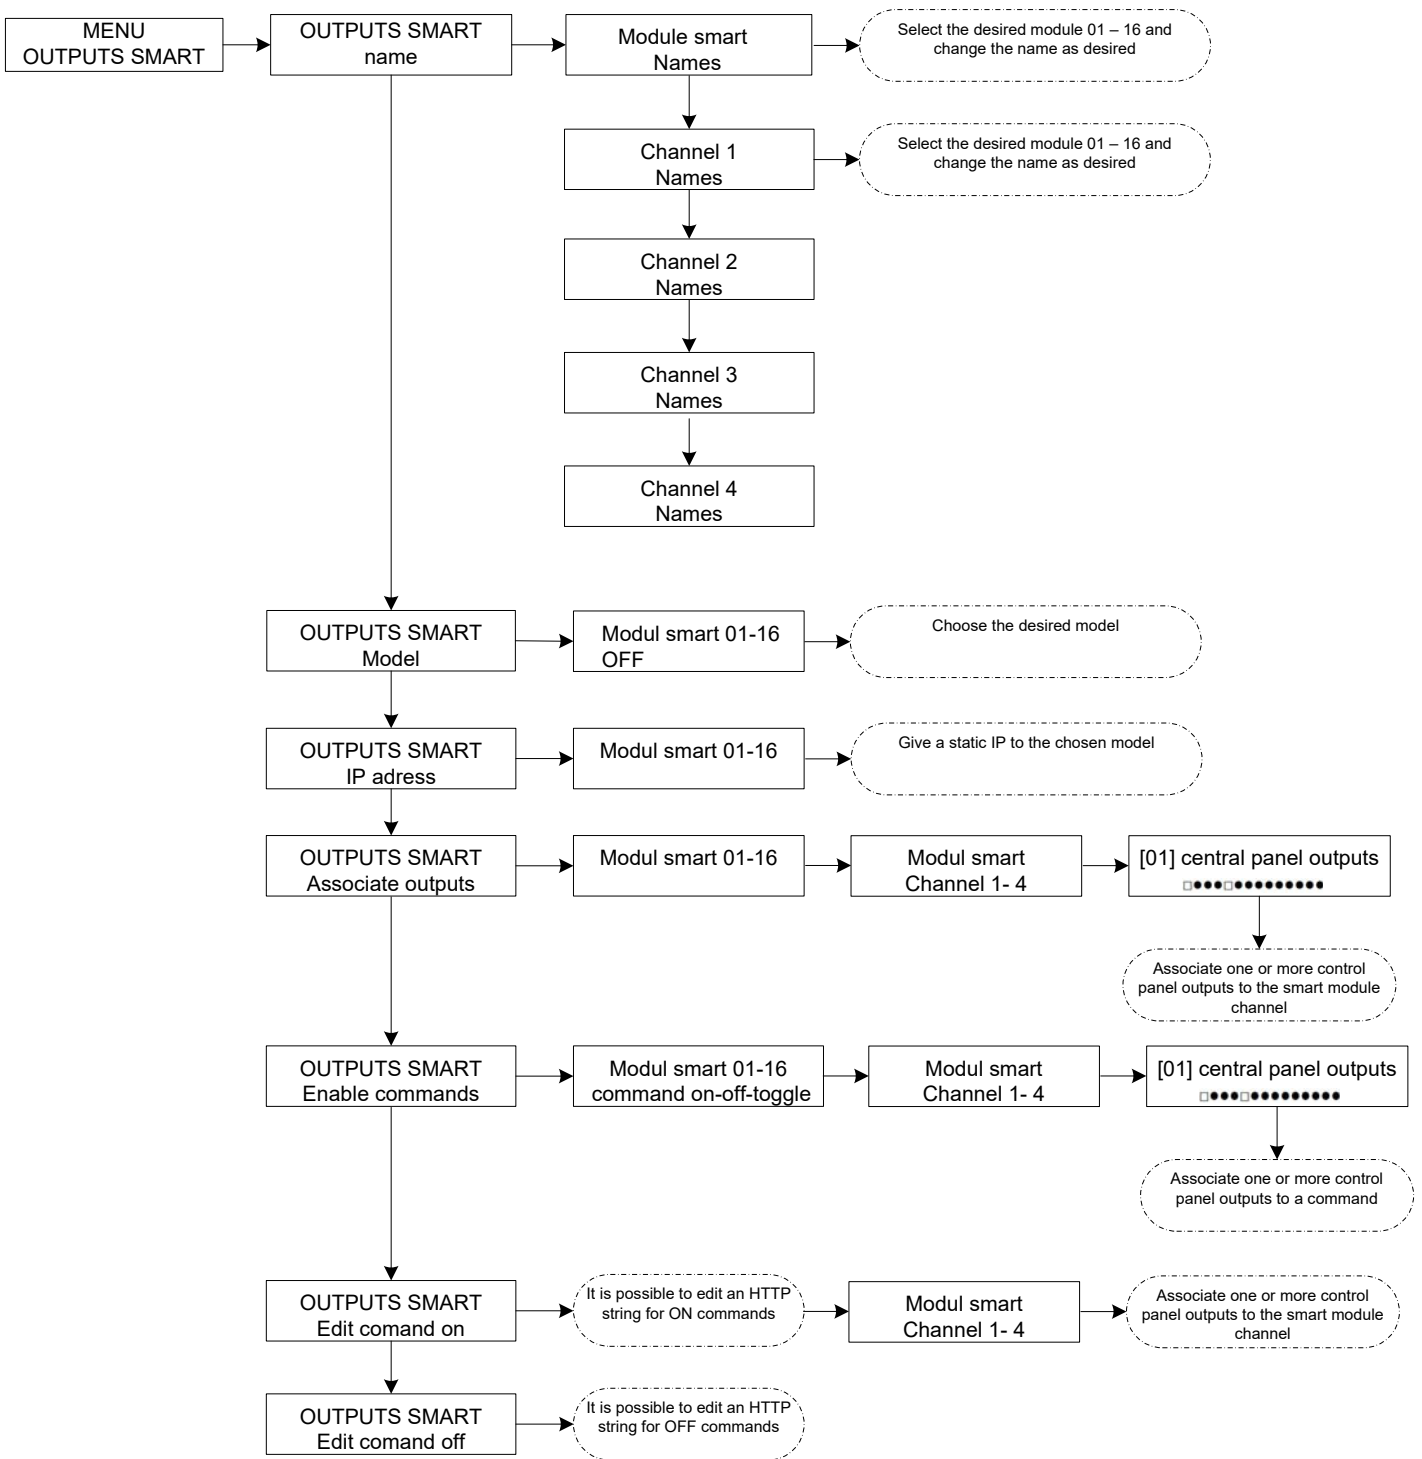 MENU
OUTPUTS SMART
OUTPUTS SMART
name
Module smart
Names
Select the desired module 01 – 16 and
change the name as desired
Channel 1
Names
Select the desired module 01 – 16 and
change the name as desired
Channel 2
Names
Channel 3
Names
Channel 4
Names
OUTPUTS SMART
Model
Modul smart 01-16
OFF
Choose the desired model
OUTPUTS SMART
IP adress
Modul smart 01-16
Give a static IP to the chosen model
OUTPUTS SMART
Associate outputs
Modul smart 01-16
Modul smart
Channel 1- 4
[01] central panel outputs
Associate one or more control
panel outputs to the smart module
channel
OUTPUTS SMART
Enable commands
Modul smart 01-16
command on-off-toggle
Modul smart
Channel 1- 4
[01] central panel outputs
Associate one or more control
panel outputs to a command
OUTPUTS SMART
Edit comand on
It is possible to edit an HTTP
string for ON commands
Modul smart
Channel 1- 4
Associate one or more control
panel outputs to the smart module
channel
OUTPUTS SMART
Edit comand off
It is possible to edit an HTTP
string for OFF commands